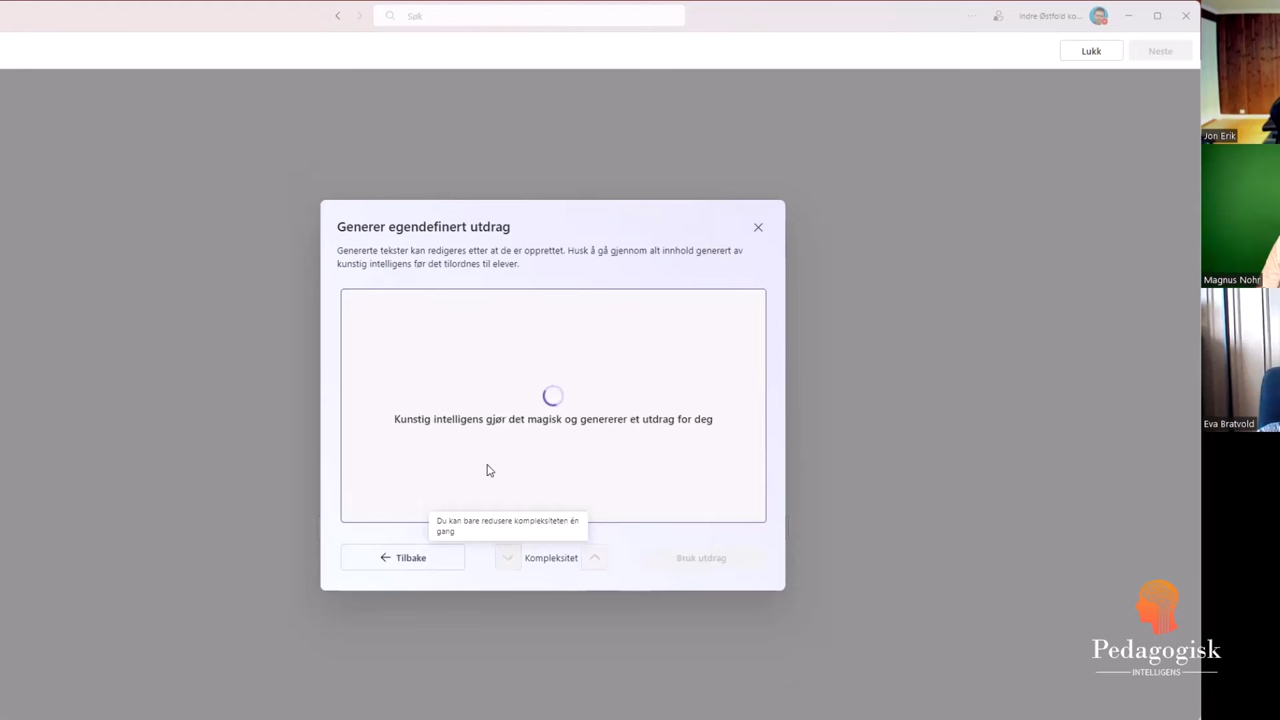 Søk
Indre Østfold ko...
Lukk
Neste
Jon Erik
Generer egendefinert utdrag
Genererte tekster kan redigeres etter at de er opprettet. Husk å gå gjennom alt innhold generert av
kunstig intelligens før det tilordnes til elever.
Magnus Nohr
Kunstig intelligens gjør det magisk og genererer et utdrag for deg
Eva Bratvold
Du kan bare redusere kompleksiteten én
gang
Tilbake
Kompleksitet
Bruk utdrag
Pedagogisk
INTELLIGENS